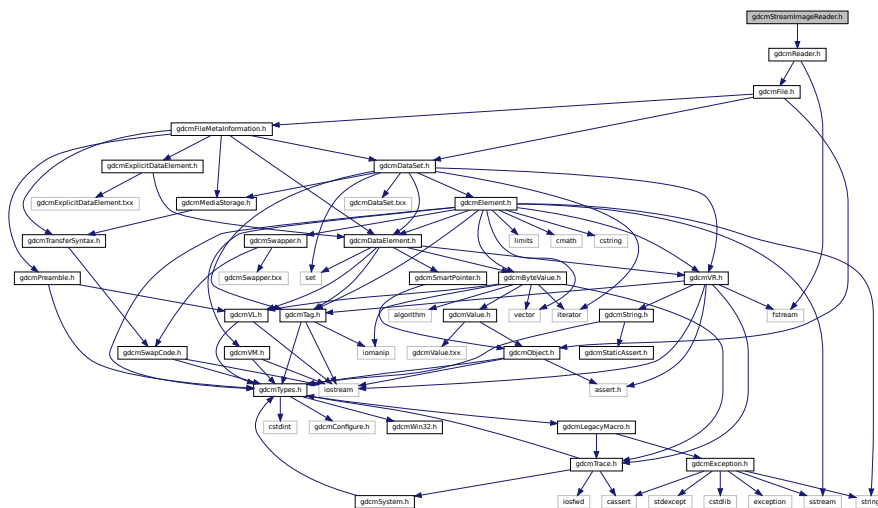 gdcmStreamImageReader.h
gdcmReader.h
gdcmFile.h
gdcmFileMetaInformation.h
gdcmExplicitDataElement.h
gdcmDataSet.h
gdcmExplicitDataElement.txx
gdcmMediaStorage.h
gdcmDataSet.txx
gdcmElement.h
gdcmTransferSyntax.h
gdcmSwapper.h
gdcmDataElement.h
limits
cmath
cstring
gdcmPreamble.h
gdcmSwapper.txx
set
gdcmSmartPointer.h
gdcmByteValue.h
gdcmVR.h
gdcmVL.h
gdcmTag.h
algorithm
gdcmValue.h
vector
iterator
gdcmString.h
fstream
gdcmSwapCode.h
gdcmVM.h
iomanip
gdcmValue.txx
gdcmObject.h
gdcmStaticAssert.h
gdcmTypes.h
iostream
assert.h
cstdint
gdcmConfigure.h
gdcmWin32.h
gdcmLegacyMacro.h
gdcmTrace.h
gdcmException.h
gdcmSystem.h
iosfwd
cassert
stdexcept
cstdlib
exception
sstream
string